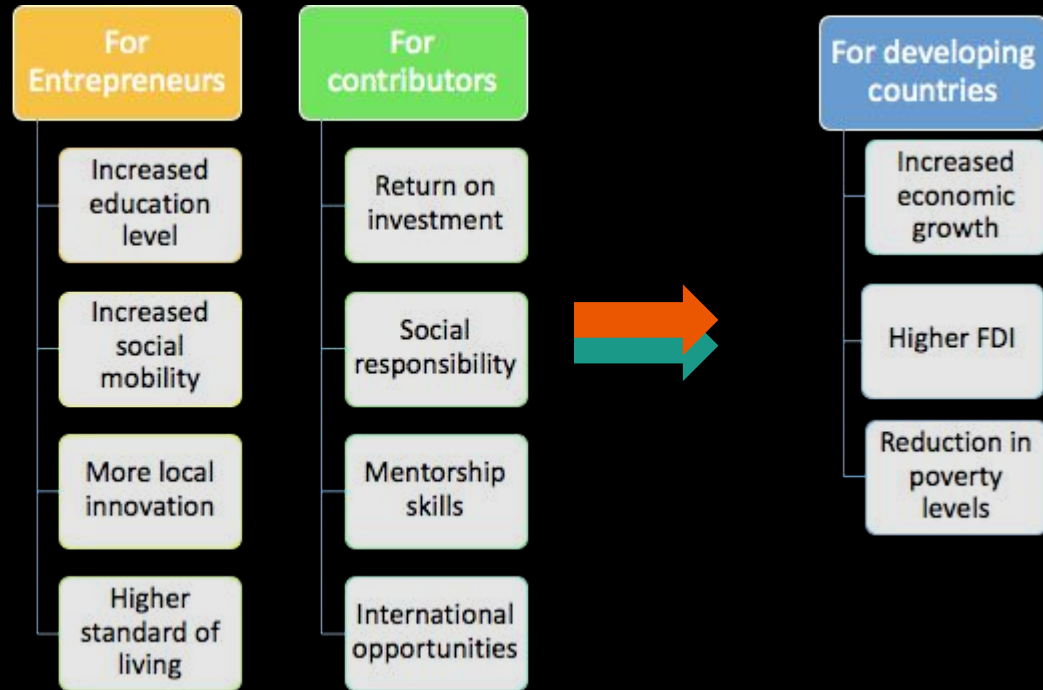 For
Entrepreneurs
Increased
education
level
Increased
social
mobility
More local
innovation
Higher
standard of
living
For
contributors
Return on
investment
Social
responsibility
Mentorship
skills
International
opportunities
For developing
countries
Increased
economic
growth
Higher FDI
Reduction in
poverty
levels